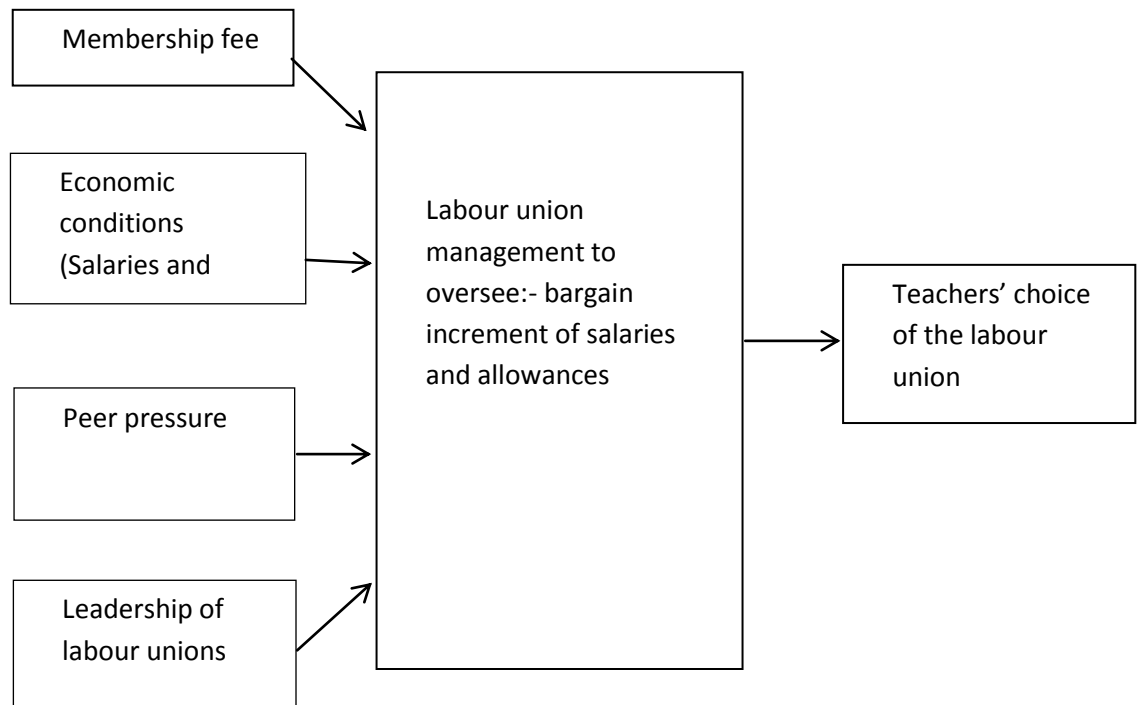 Membership fee
Economic
conditions
(Salaries and
Peer pressure
Leadership of
labour unions
Labour union
management to
oversee:- bargain
increment of salaries
and allowances
Teachers’ choice
of the labour
union